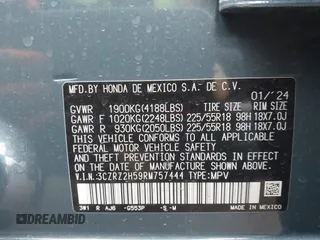 MFD.BY HONDA DE MEXICO S.A. DE C.V. 01/'24
GVWR 1900KG(4188LBS) TIRE SIZE RIM SIZE
GAWR F 1020KG(2248LBS) 225/55R18 98H 18X7.0J
GAWR R 930KG(2050LBS) 225/55R18 98H 18X7.0J
THIS VEHICLE CONFORMS TO ALL APPLICABLE
FEDERAL MOTOR VEHICLE SAFETY AND
THEFT PREVENTION STANDARDS IN EFFECT ON THE
DATE OF MANUFACTURE SHOWN ABOVE.
V.I.N:3CZRZ2H59RM757444 TYPE:MPV
3W1 R AJ6 -G553P -S -M
MADE IN MEXICO
DREAMBID